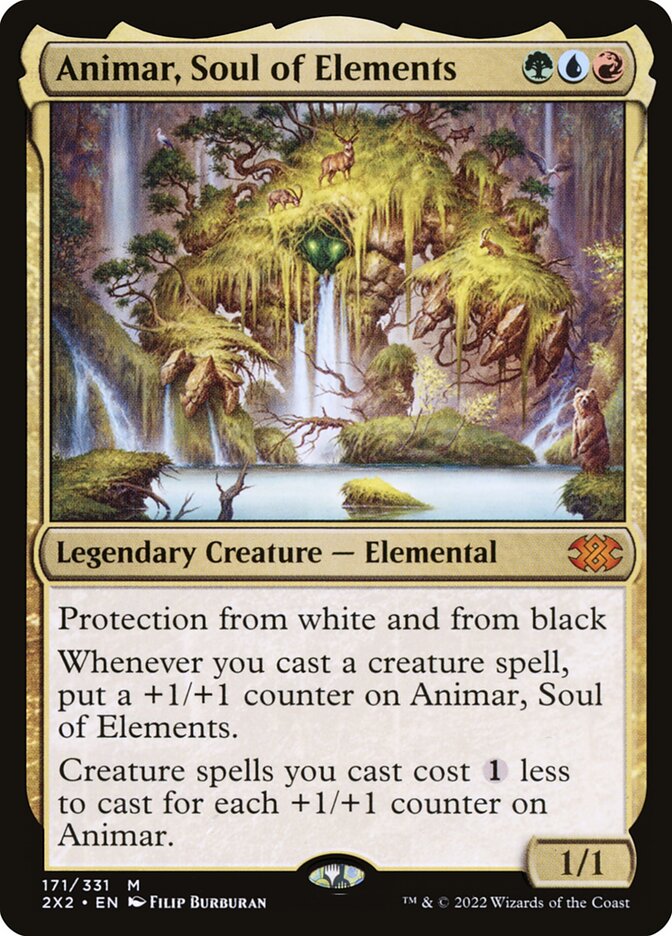 Animar, Soul of Elements
Legendary Creature — Elemental
Protection from white and from black
Whenever you cast a creature spell,
put a +1/+1 counter on Animar, Soul
of Elements.
Creature spells you cast cost 1 less
to cast for each +1/+1 counter on
Animar.
1/1
171/331 M
2X2 • EN Filip Burburan
™ & © 2022 Wizards of the Coast